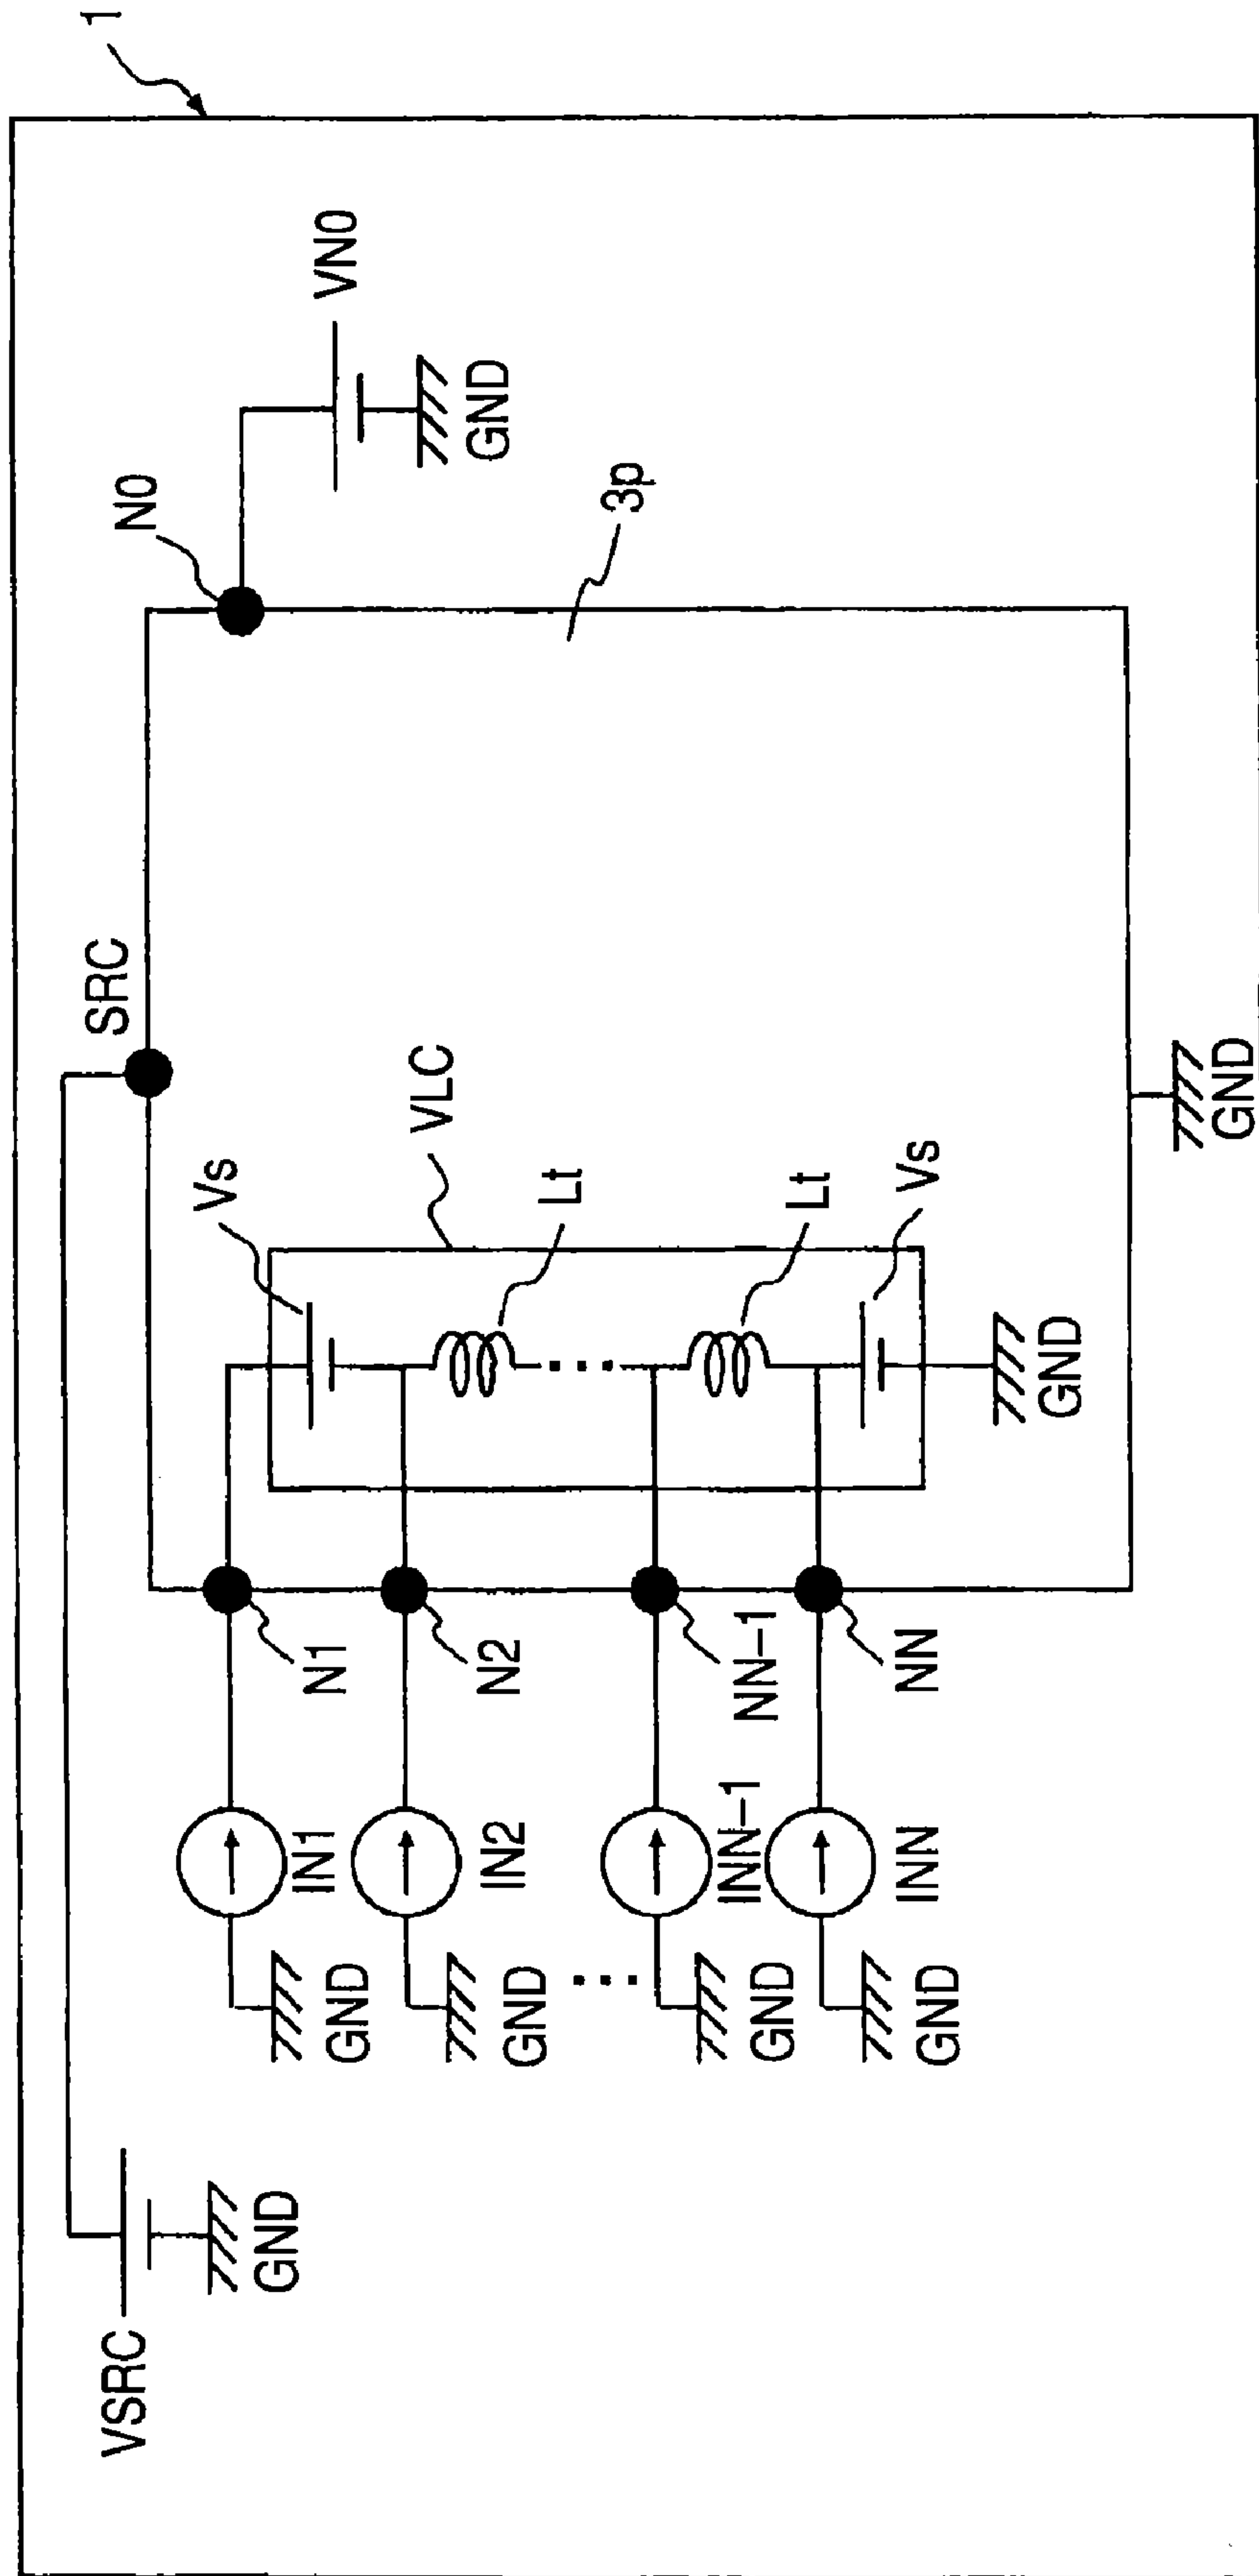 1
VSRC
SRC
N0
Vs
GND
IN1
N1
VN0
GND
VLC
GND
IN2
N2
GND
Lt
3p
INN-1
NN-1
GND
Lt
INN
NN
Vs
GND
GND
GND